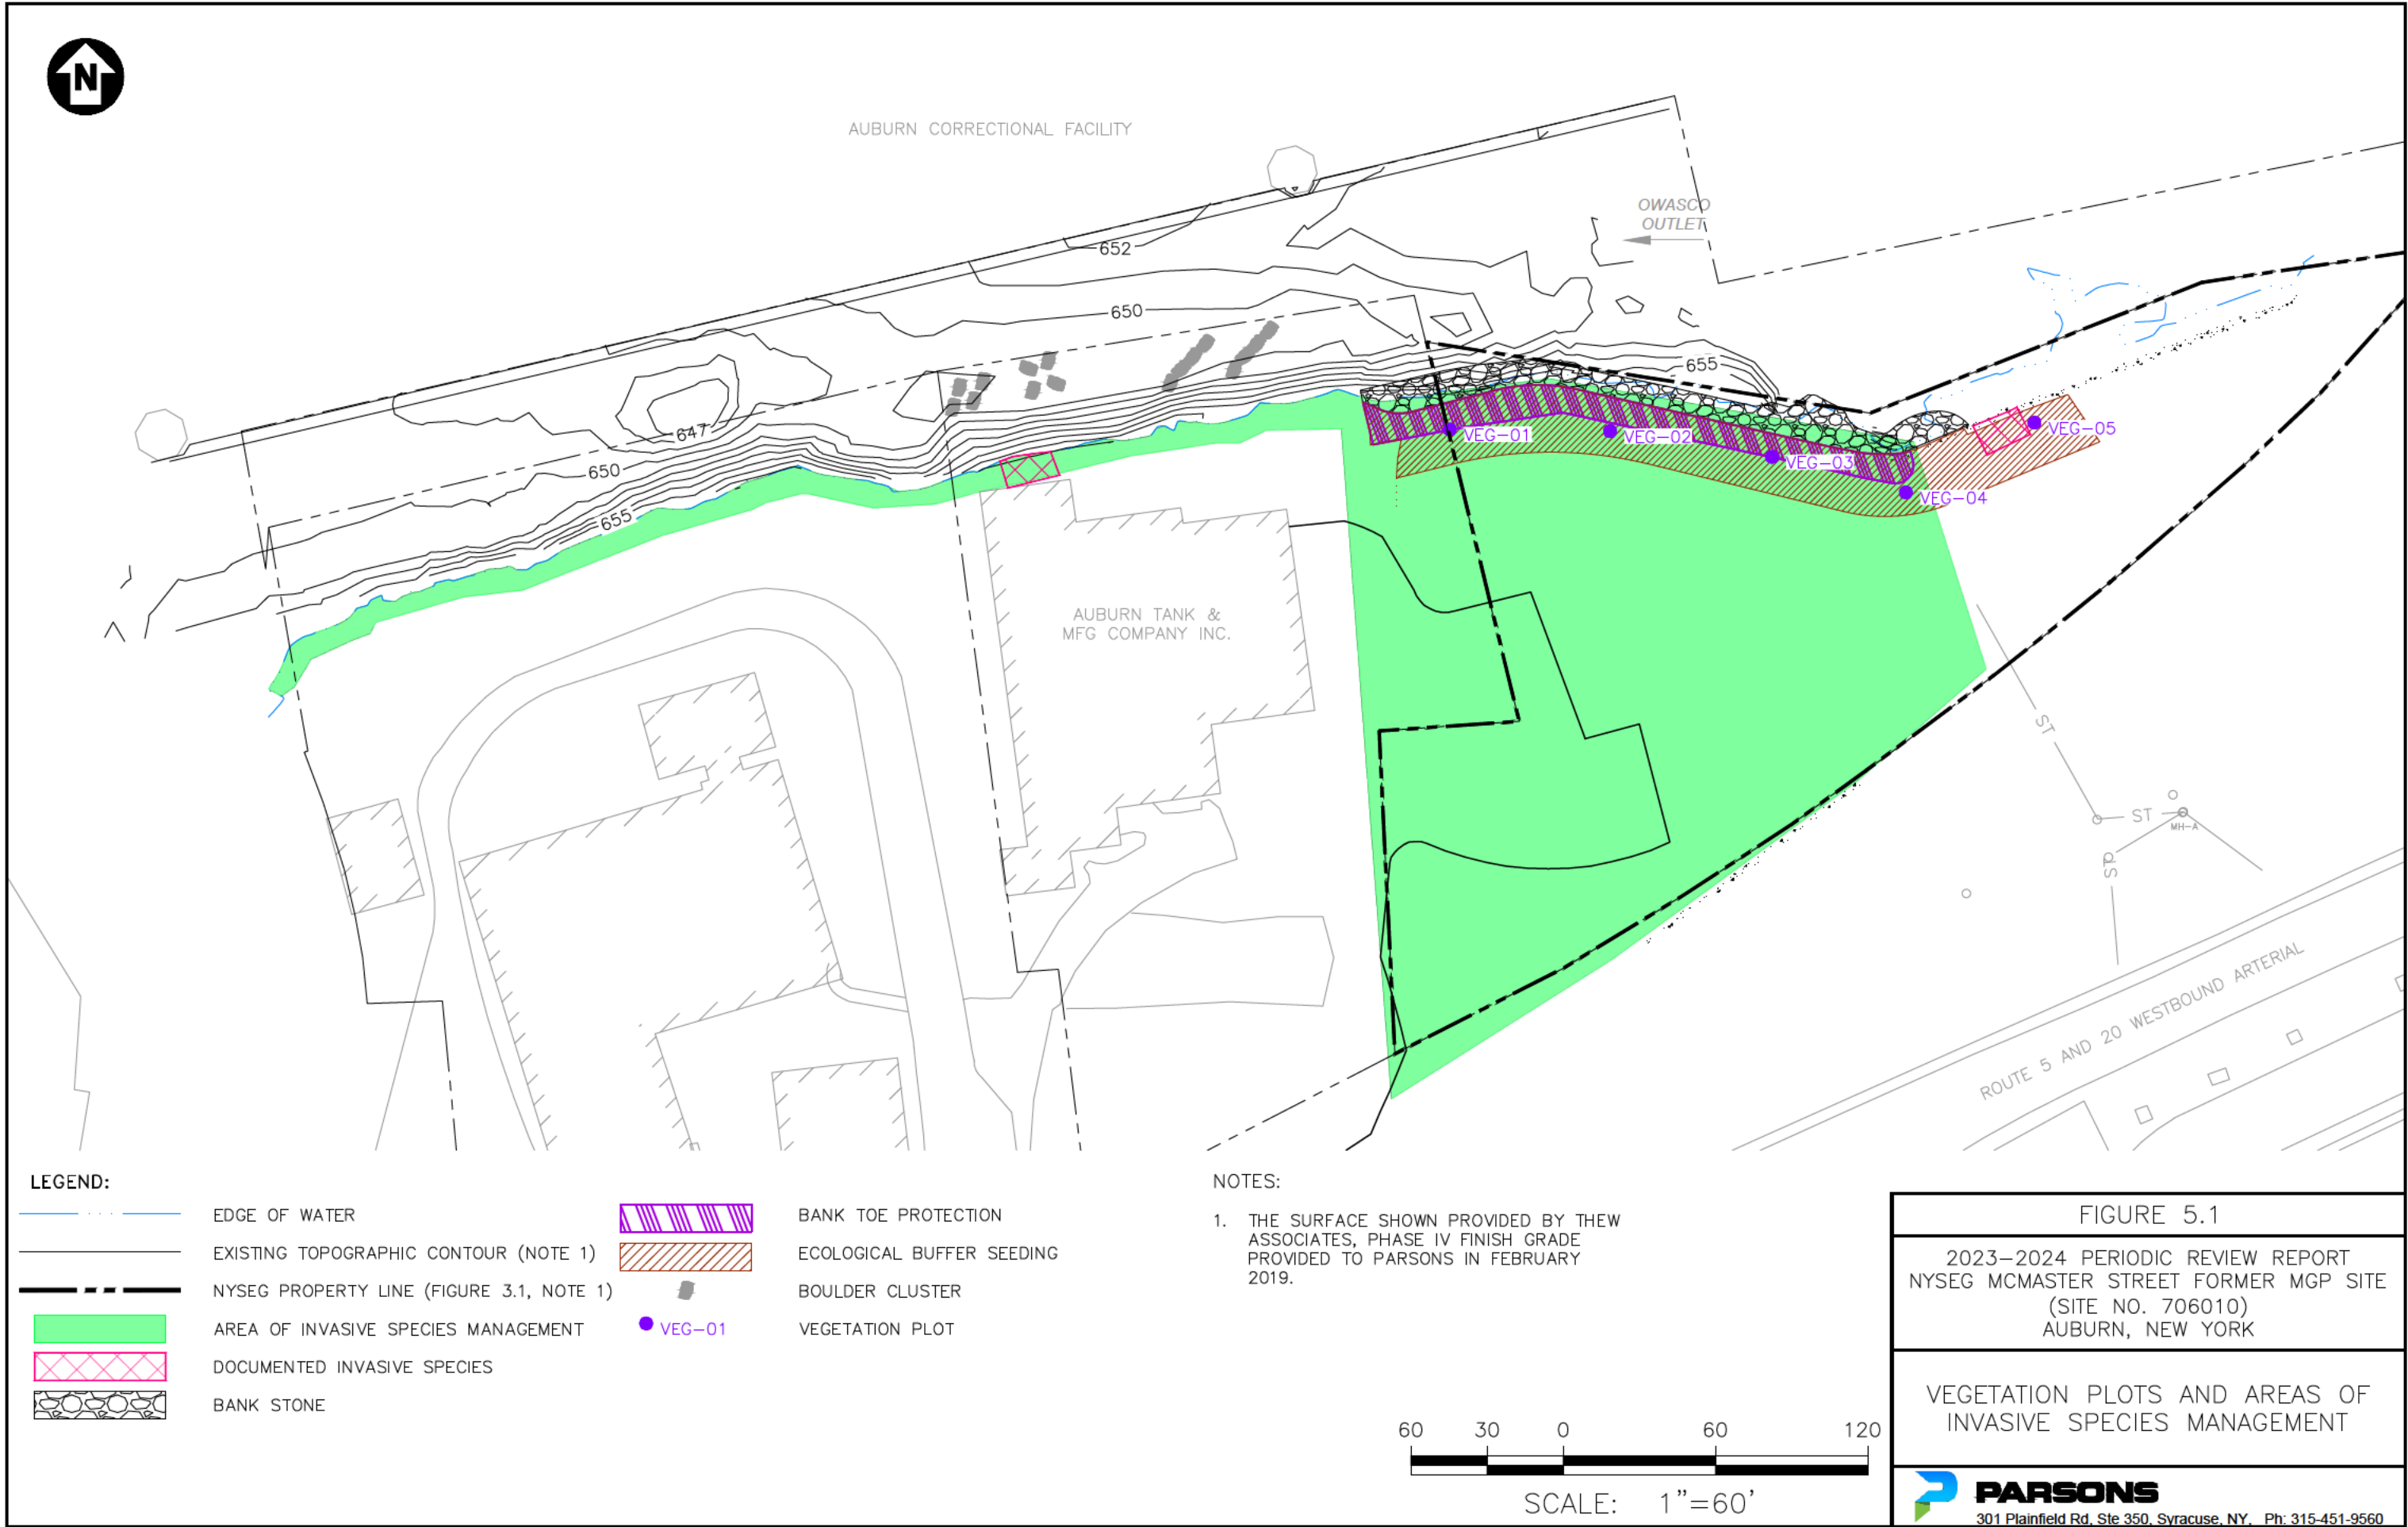 N
AUBURN CORRECTIONAL FACILITY
OWASCO
OUTLET
652
650
655
647
650
655
VEG-01
VEG-02
VEG-03
VEG-04
VEG-05
AUBURN TANK &
MFG COMPANY INC.
ST
ST
MH-A
ST
ROUTE 5 AND 20 WESTBOUND ARTERIAL
LEGEND:
EDGE OF WATER
EXISTING TOPOGRAPHIC CONTOUR (NOTE 1)
NYSEG PROPERTY LINE (FIGURE 3.1, NOTE 1)
AREA OF INVASIVE SPECIES MANAGEMENT
DOCUMENTED INVASIVE SPECIES
BANK STONE
BANK TOE PROTECTION
ECOLOGICAL BUFFER SEEDING
BOULDER CLUSTER
VEG-01
VEGETATION PLOT
NOTES:
1. THE SURFACE SHOWN PROVIDED BY THEW
ASSOCIATES, PHASE IV FINISH GRADE
PROVIDED TO PARSONS IN FEBRUARY
2019.
60 30 0 60 120
SCALE: 1"=60'
FIGURE 5.1
2023-2024 PERIODIC REVIEW REPORT
NYSEG MCMASTER STREET FORMER MGP SITE
(SITE NO. 706010)
AUBURN, NEW YORK
VEGETATION PLOTS AND AREAS OF
INVASIVE SPECIES MANAGEMENT
PARSONS
301 Plainfield Rd, Ste 350, Syracuse, NY, Ph: 315-451-9560